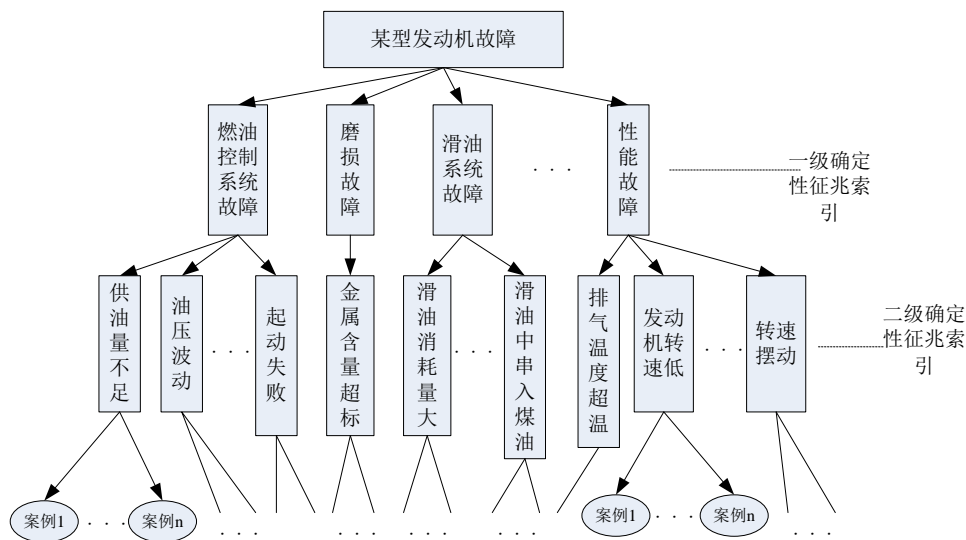 某型发动机故障
燃油
控制
系统
故障
磨
损
故
障
滑油
系统
故障
· · ·
性
能
故
障
一级确定
性征兆索
引
供
油
量
不
足
油
压
波
动
· · ·
起
动
失
败
金
属
含
量
超
标
滑
油
消
耗
量
大
· · ·
滑
油
中
串
入
煤
油
排
气
温
度
超
温
发动
机转
速低
· · ·
转速
摆动
二级确定
性征兆索
引
案例1
· · ·
案例n
· · ·
· · ·
· · ·
· · ·
· · ·
案例1
· · ·
案例n
· · ·